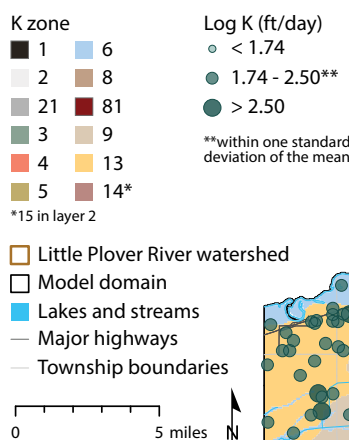 K zone
1
2
21
3
4
5
6
8
81
9
13
14*
*15 in layer 2
Log K (ft/day)
< 1.74
1.74 - 2.50**
> 2.50
**within one standard
deviation of the mean
Little Plover River watershed
Model domain
Lakes and streams
Major highways
Township boundaries
0 5 miles
N